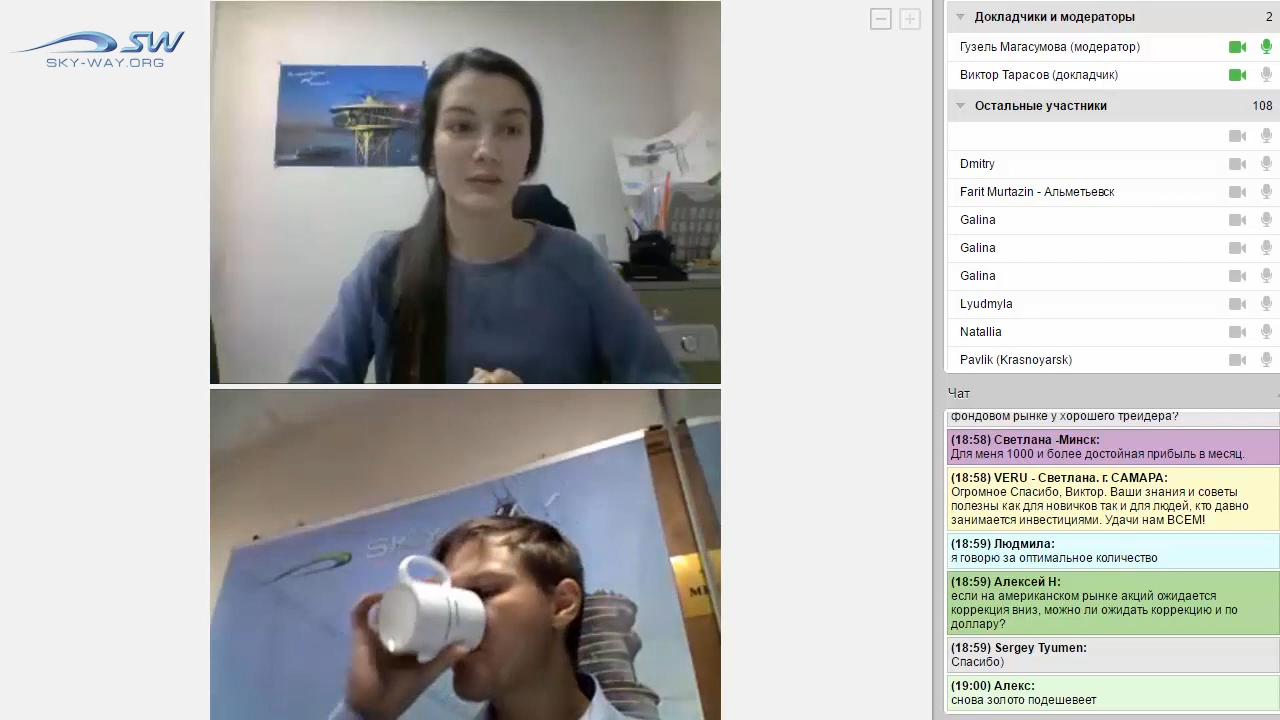 SW
SKY-WAY.ORG
Докладчики и модераторы 2
Гузель Магасумова (модератор)
Виктор Тарасов (докладчик)
Остальные участники 108
Dmitry
Farit Murtazin - Альметьевск
Galina
Galina
Galina
Lyudmyla
Natallia
Pavlik (Krasnoyarsk)
Чат
фондовом рынке у хорошего трейдера?
(18:58) Светлана -Минск:
Для меня 1000 и более достойная прибыль в месяц.
(18:58) VERU - Светлана. г. САМАРА:
Огромное Спасибо, Виктор. Ваши знания и советы
полезны как для новичков так и для людей, кто давно
занимается инвестициями. Удачи нам ВСЕМ!
(18:59) Людмила:
я говорю за оптимальное количество
(18:59) Алексей Н:
если на американском рынке акций ожидается
коррекция вниз, можно ли ожидать коррекцию и по
доллару?
(18:59) Sergey Tyumen:
Спасибо)
(19:00) Алекс:
снова золото подешевеет